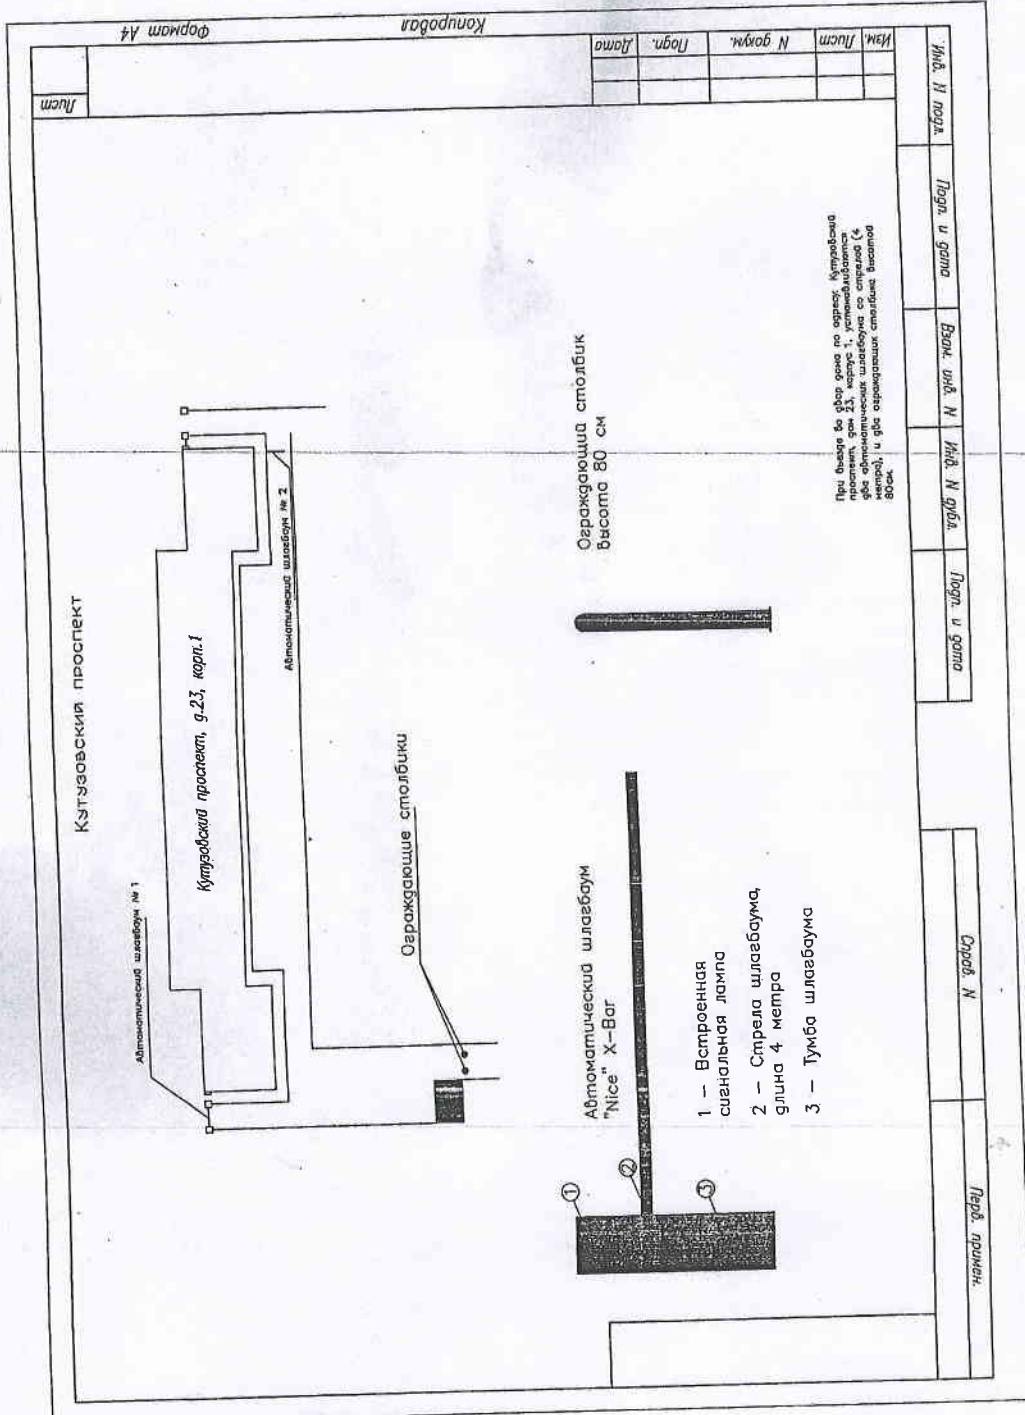 Кутузовский проспект
Автоматический шлагбаум № 1
Кутузовский проспект, д.23, корп.1
Автоматический шлагбаум № 2
Ограждающие столбики
Автоматический шлагбаум
"Nice" X-Bar
1
2
3
1 – Встроенная
сигнальная лампа
2 – Стрела шлагбаума,
длина 4 метра
3 – Тумба шлагбаума
Ограждающий столбик
высота 80 см
При въезде во двор дома по адресу: Кутузовский
проспект, дом 23, корпус 1, устанавливаются
два автоматических шлагбаума со стрелой (4
метра), и два ограждающих столбика высотой
80см.
Перв. примен.
Справ. N
Подп. и дата
Инв. N дубл.
Взам. инв. N
Подп. и дата
Инв. N подл.
Изм.
Лист
N докум.
Подп.
Дата
Лист
Копировал
Формат А4